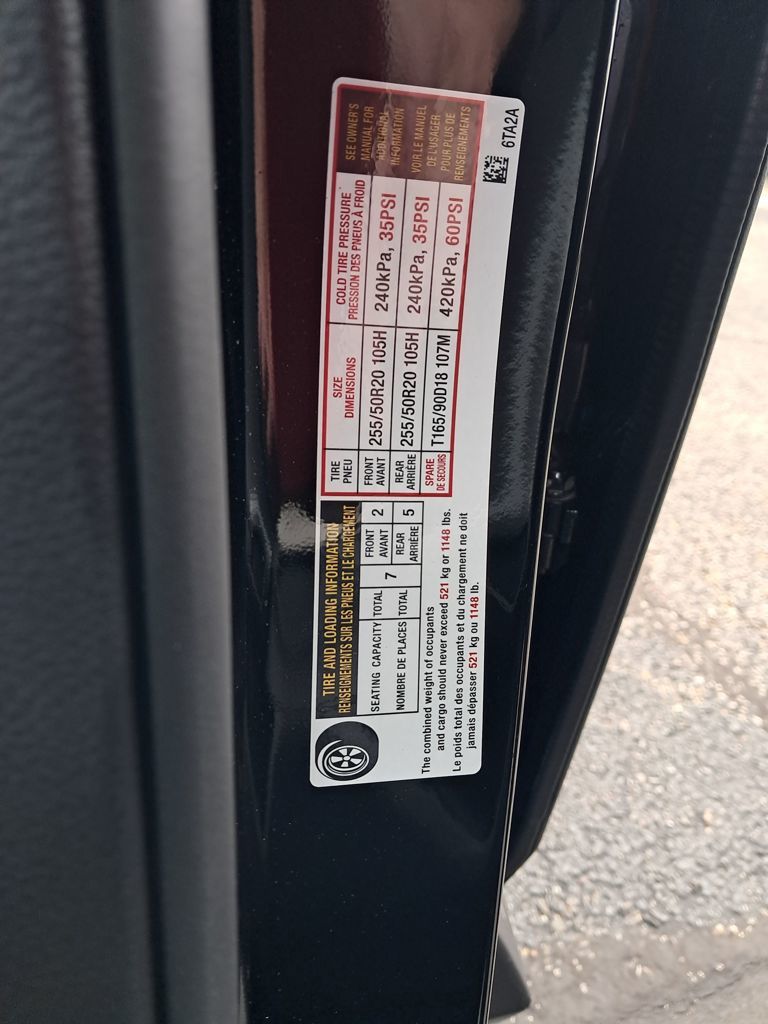 TIRE AND LOADING INFORMATION
RENSEIGNEMENTS SUR LES PNEUS ET LE CHARGEMENT
SEATING CAPACITY TOTAL 7 FRONT AVANT 2
NOMBRE DE PLACES TOTAL REAR ARRIÈRE 5
The combined weight of occupants
and cargo should never exceed 521 kg or 1148 lbs.
Le poids total des occupants et du chargement ne doit
jamais dépasser 521 kg ou 1148 lb.
TIRE PNEU
SIZE DIMENSIONS
COLD TIRE PRESSURE
PRESSION DES PNEUS À FROID
FRONT AVANT 255/50R20 105H 240kPa, 35PSI
REAR ARRIÈRE 255/50R20 105H 240kPa, 35PSI
SPARE DE SECOURS T165/90D18 107M 420kPa, 60PSI
SEE OWNER'S
MANUAL FOR
ADDITIONAL
INFORMATION
VOIR LE MANUEL
DE L'USAGER
POUR PLUS DE
RENSEIGNEMENTS
6TA2A